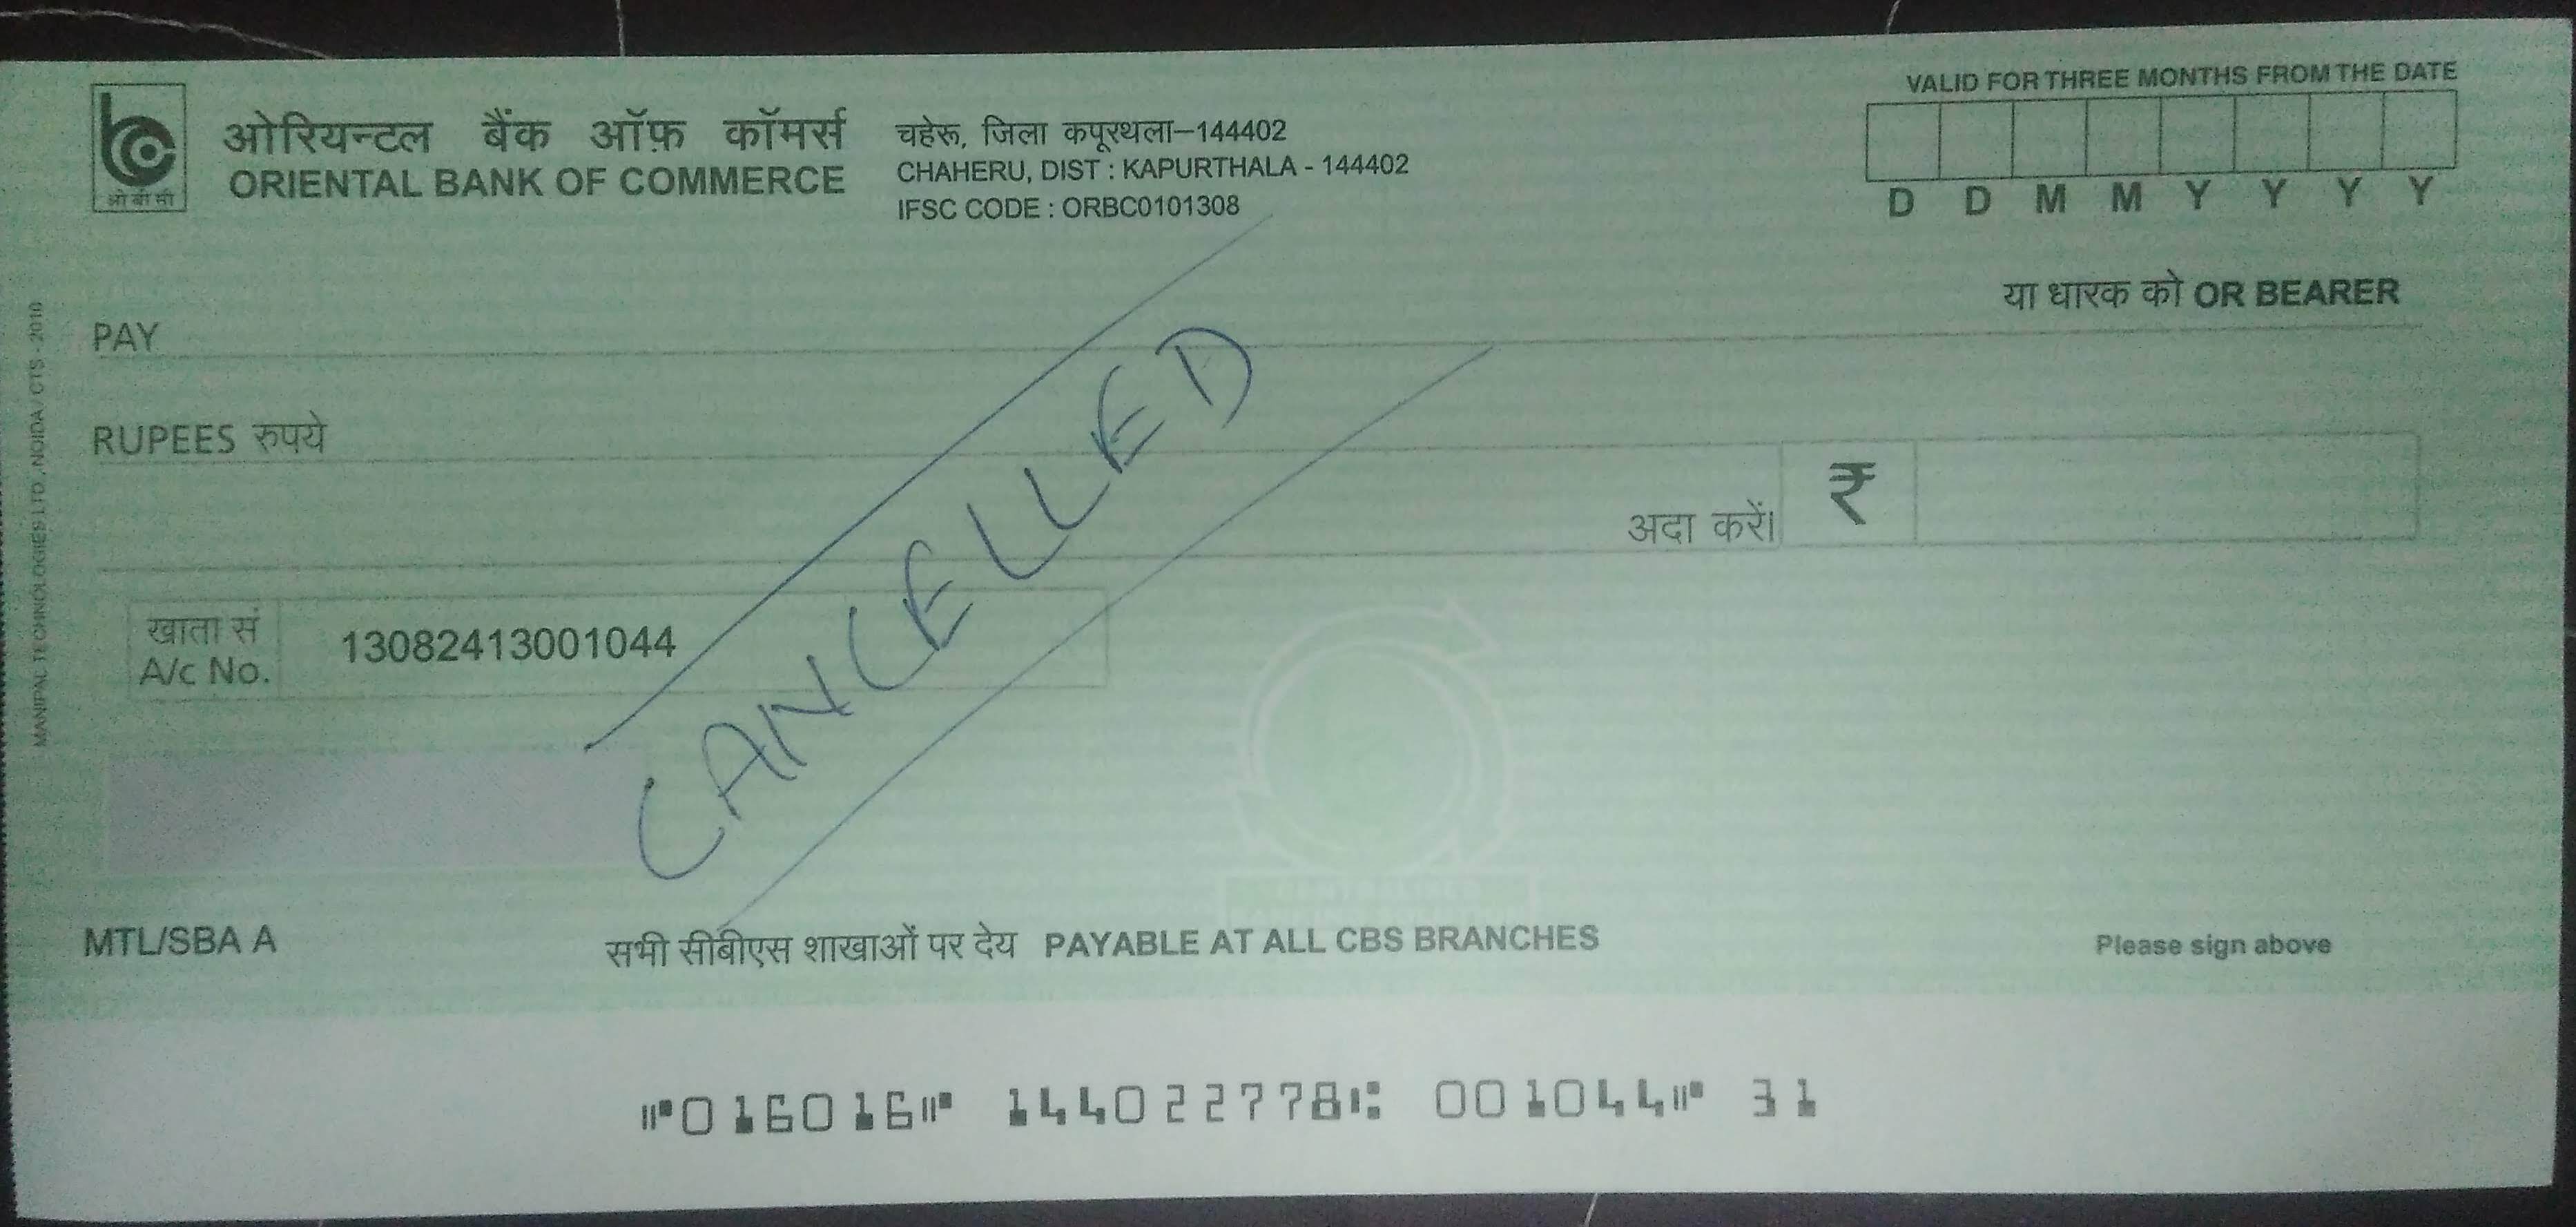 VALID FOR THREE MONTHS FROM THE DATE
ओ बी सी
ओरियन्टल बैंक ऑफ़ कॉमर्स
ORIENTAL BANK OF COMMERCE
चहेरू, जिला कपूरथला-144402
CHAHERU, DIST : KAPURTHALA - 144402
IFSC CODE : ORBC0101308
D D M M Y Y Y Y
या धारक को OR BEARER
PAY
RUPEES रुपये
अदा करें।
₹
CANCELLED
खाता सं
A/c No.
13082413001044
MANIPAL TECHNOLOGIES LTD., NOIDA / CTS - 2010
MTL/SBA A
सभी सीबीएस शाखाओं पर देय PAYABLE AT ALL CBS BRANCHES
Please sign above
⑈016016⑈ 144022778⑆ 001044⑈ 31